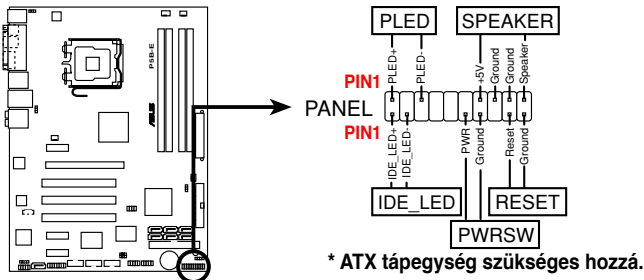 PLED SPEAKER
PLED+ PLED- +5V Ground Ground Speaker
PIN1
PANEL
PIN1
IDE_LED+ IDE_LED- PWR Ground Reset Ground
IDE_LED RESET
PWRSW
* ATX tápegység szükséges hozzá.
P5B-E
ASUS